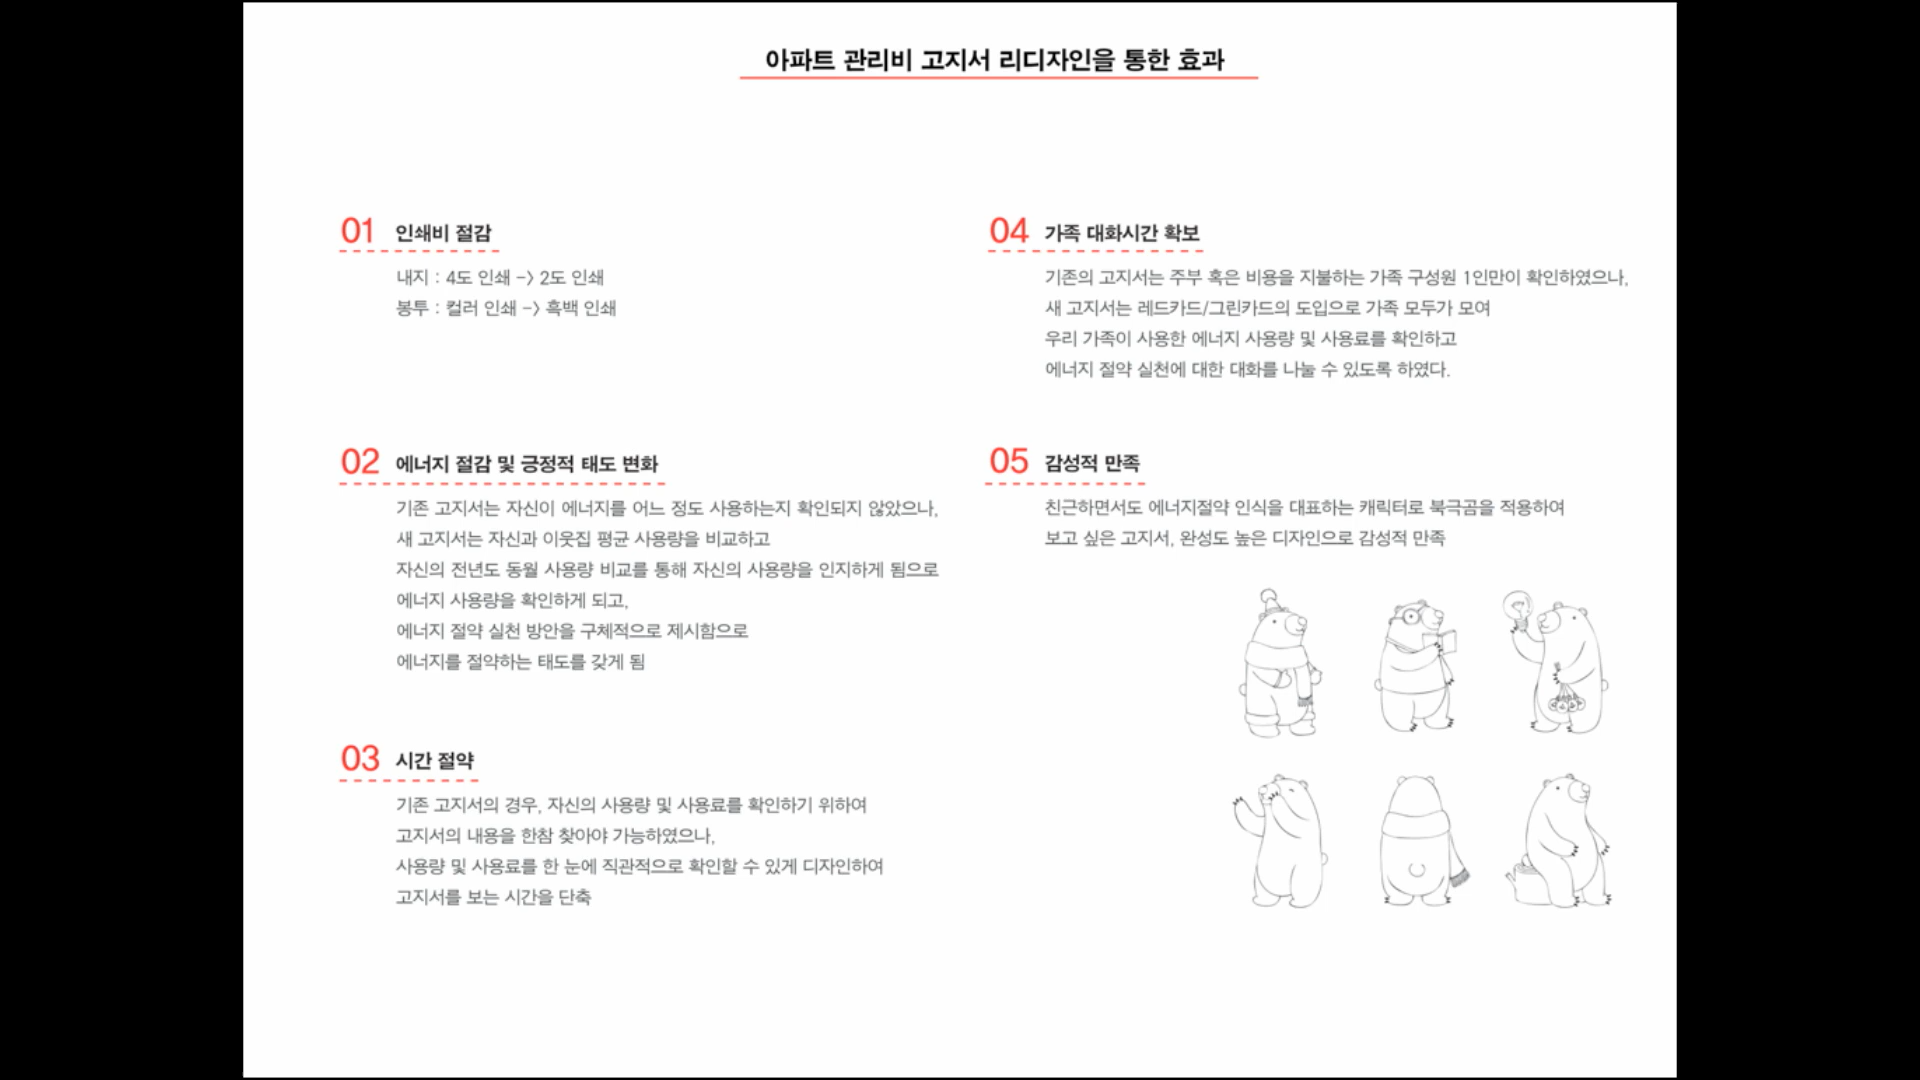 아파트 관리비 고지서 리디자인을 통한 효과
01 인쇄비 절감
내지 : 4도 인쇄 -> 2도 인쇄
봉투 : 컬러 인쇄 -> 흑백 인쇄
02 에너지 절감 및 긍정적 태도 변화
기존 고지서는 자신이 에너지를 어느 정도 사용하는지 확인되지 않았으나,
새 고지서는 자신과 이웃집 평균 사용량을 비교하고
자신의 전년도 동월 사용량 비교를 통해 자신의 사용량을 인지하게 됨으로
에너지 사용량을 확인하게 되고,
에너지 절약 실천 방안을 구체적으로 제시함으로
에너지를 절약하는 태도를 갖게 됨
03 시간 절약
기존 고지서의 경우, 자신의 사용량 및 사용료를 확인하기 위하여
고지서의 내용을 한참 찾아야 가능하였으나,
사용량 및 사용료를 한 눈에 직관적으로 확인할 수 있게 디자인하여
고지서를 보는 시간을 단축
04 가족 대화시간 확보
기존의 고지서는 주부 혹은 비용을 지불하는 가족 구성원 1인만이 확인하였으나,
새 고지서는 레드카드/그린카드의 도입으로 가족 모두가 모여
우리 가족이 사용한 에너지 사용량 및 사용료를 확인하고
에너지 절약 실천에 대한 대화를 나눌 수 있도록 하였다.
05 감성적 만족
친근하면서도 에너지절약 인식을 대표하는 캐릭터로 북극곰을 적용하여
보고 싶은 고지서, 완성도 높은 디자인으로 감성적 만족